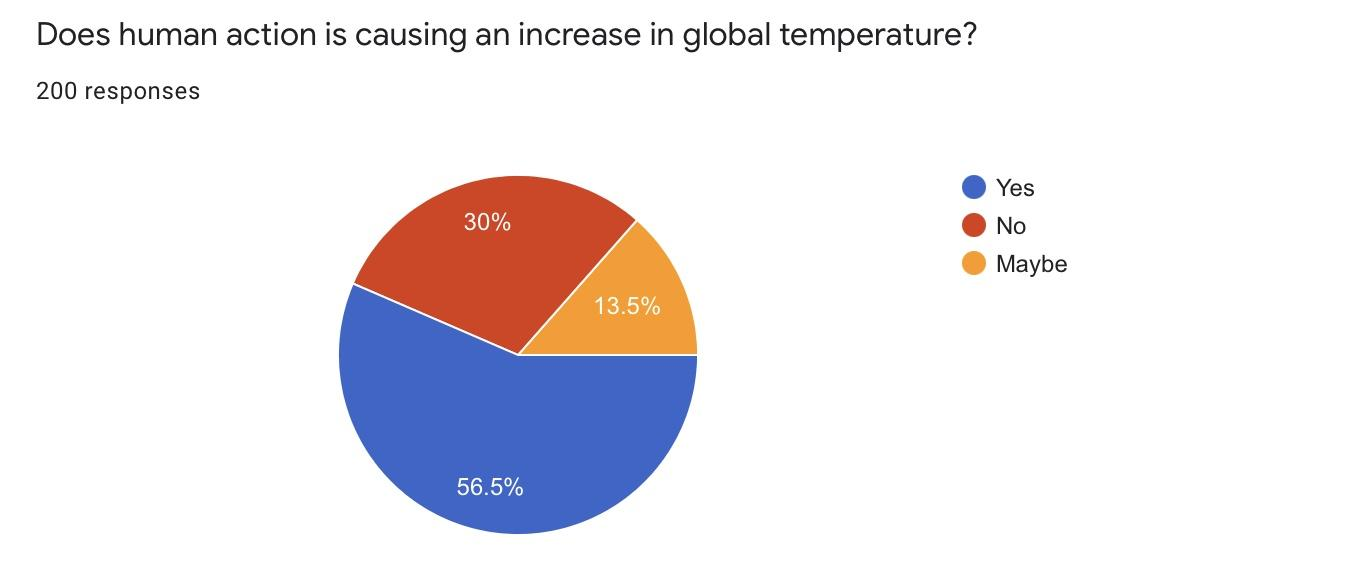 Does human action is causing an increase in global temperature?
200 responses
Yes
No
Maybe
30%
13.5%
56.5%